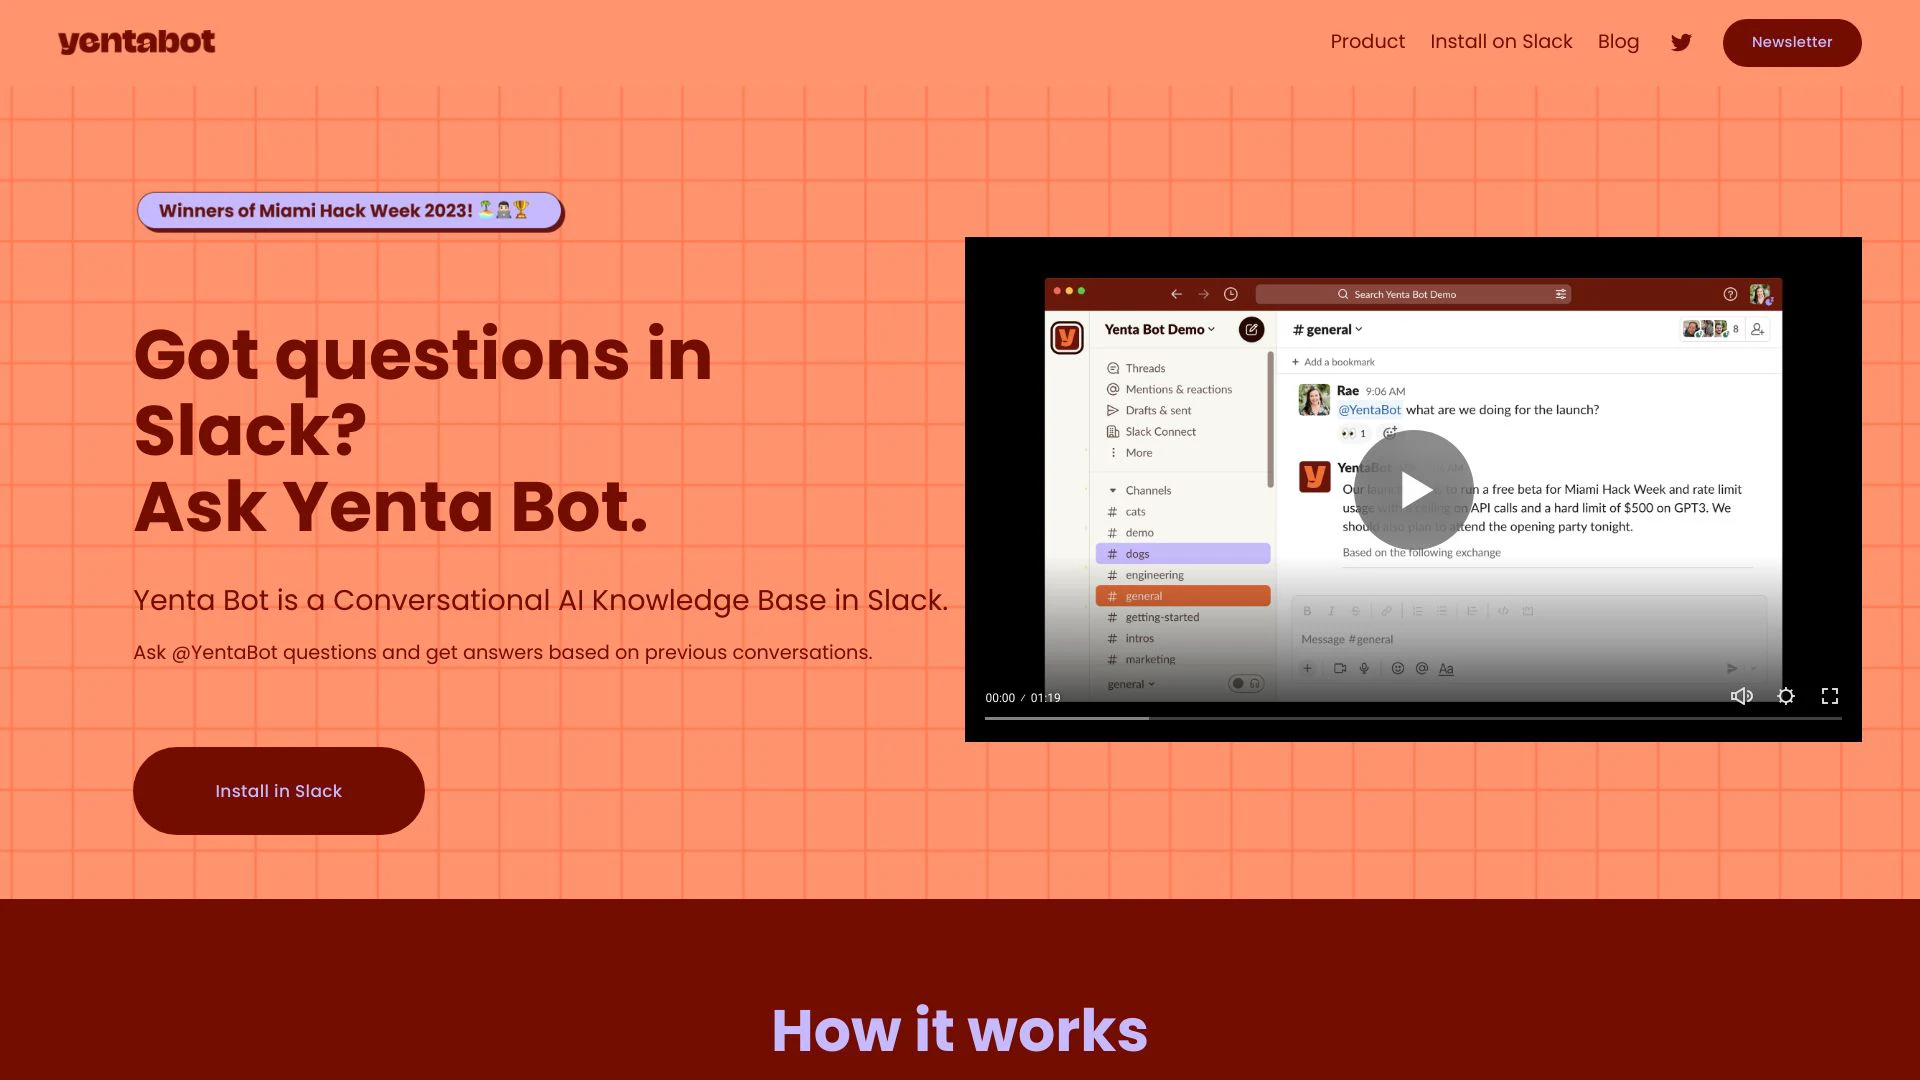 yentabot
Product
Install on Slack
Blog
Newsletter
Winners of Miami Hack Week 2023! 🏝️👨🏻‍💻🏆
Got questions in
Slack?
Ask Yenta Bot.
Yenta Bot is a Conversational AI Knowledge Base in Slack.
Ask @YentaBot questions and get answers based on previous conversations.
Install in Slack
Search Yenta Bot Demo
y
Yenta Bot Demo
Threads
Mentions & reactions
Drafts & sent
Slack Connect
More
Channels
# cats
# demo
# dogs
# engineering
# general
# getting-started
# intros
# marketing
general
# general
8
+ Add a bookmark
Rae 9:06 AM
@YentaBot what are we doing for the launch?
👀 1
y
YentaBot AM
Our launch to run a free beta for Miami Hack Week and rate limit
usage with a ceiling on API calls and a hard limit of $500 on GPT3. We
should also plan to attend the opening party tonight.
Based on the following exchange
B I S
Message #general
Aa
00:00 / 01:19
How it works